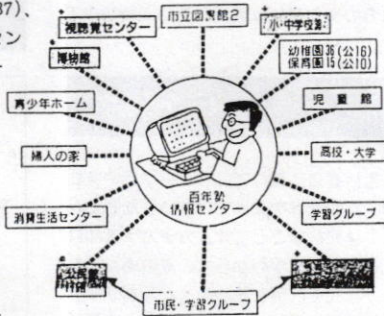 37)、
視聴覚センター
市立図書館2
小・中学校
幼稚園36(公16)
保育園15(公10)
博物館
青少年ホーム
児童館
婦人の家
高校・大学
百年塾
情報センター
消費生活センター
学習グループ
公民館
市民・学習グループ